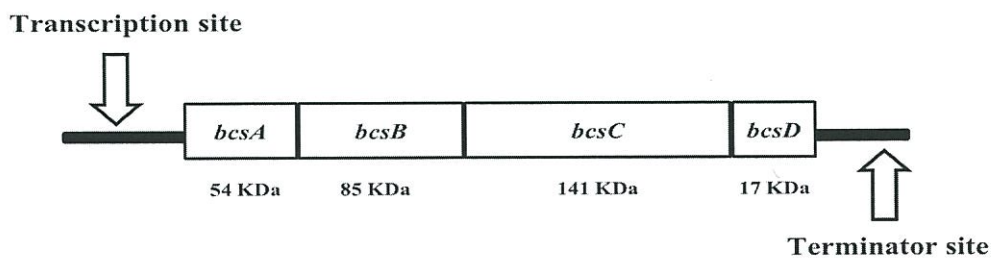 Transcription site
bcsA bcsB bcsC bcsD
54 KDa 85 KDa 141 KDa 17 KDa
Terminator site